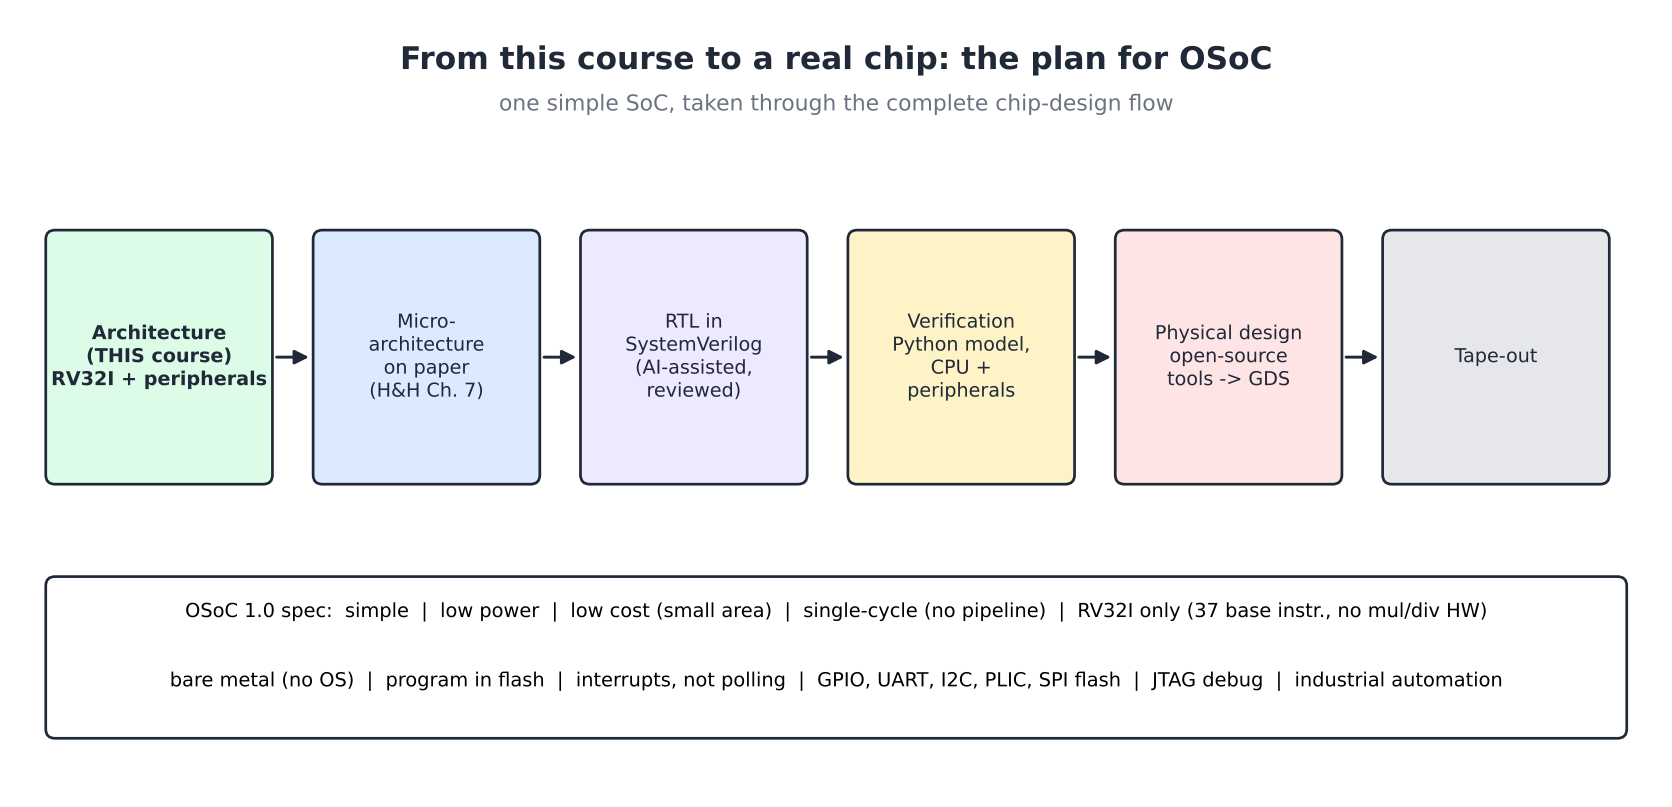 From this course to a real chip: the plan for OSoC
one simple SoC, taken through the complete chip-design flow
Architecture
(THIS course)
RV32I + peripherals
Micro-
architecture
on paper
(H&H Ch. 7)
RTL in
SystemVerilog
(AI-assisted,
reviewed)
Verification
Python model,
CPU +
peripherals
Physical design
open-source
tools -> GDS
Tape-out
OSoC 1.0 spec:  simple  |  low power  |  low cost (small area)  |  single-cycle (no pipeline)  |  RV32I only (37 base instr., no mul/div HW)
bare metal (no OS)  |  program in flash  |  interrupts, not polling  |  GPIO, UART, I2C, PLIC, SPI flash  |  JTAG debug  |  industrial automation